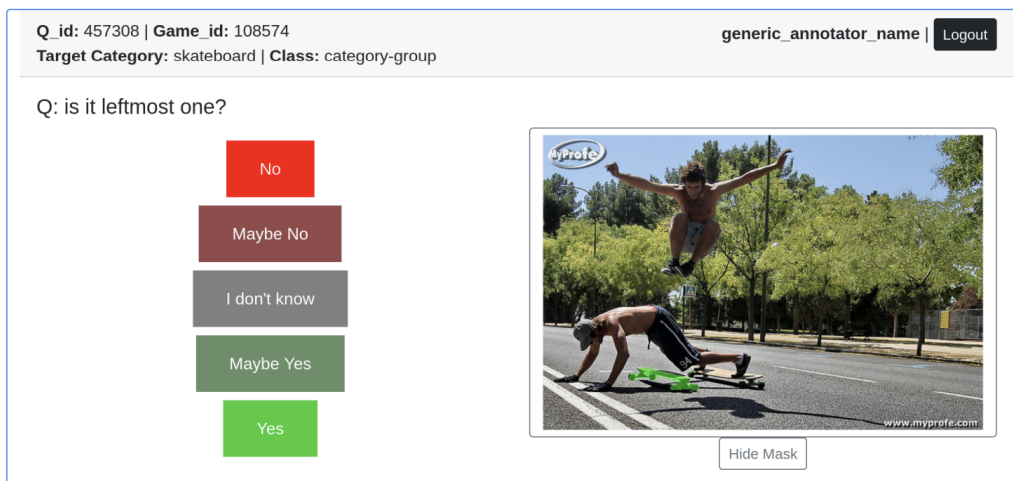 Q_id: 457308 | Game_id: 108574
generic_annotator_name | Logout
Target Category: skateboard | Class: category-group
Q: is it leftmost one?
No
Maybe No
I don't know
Maybe Yes
Yes
MyProfe
www.myprofe.com
Hide Mask